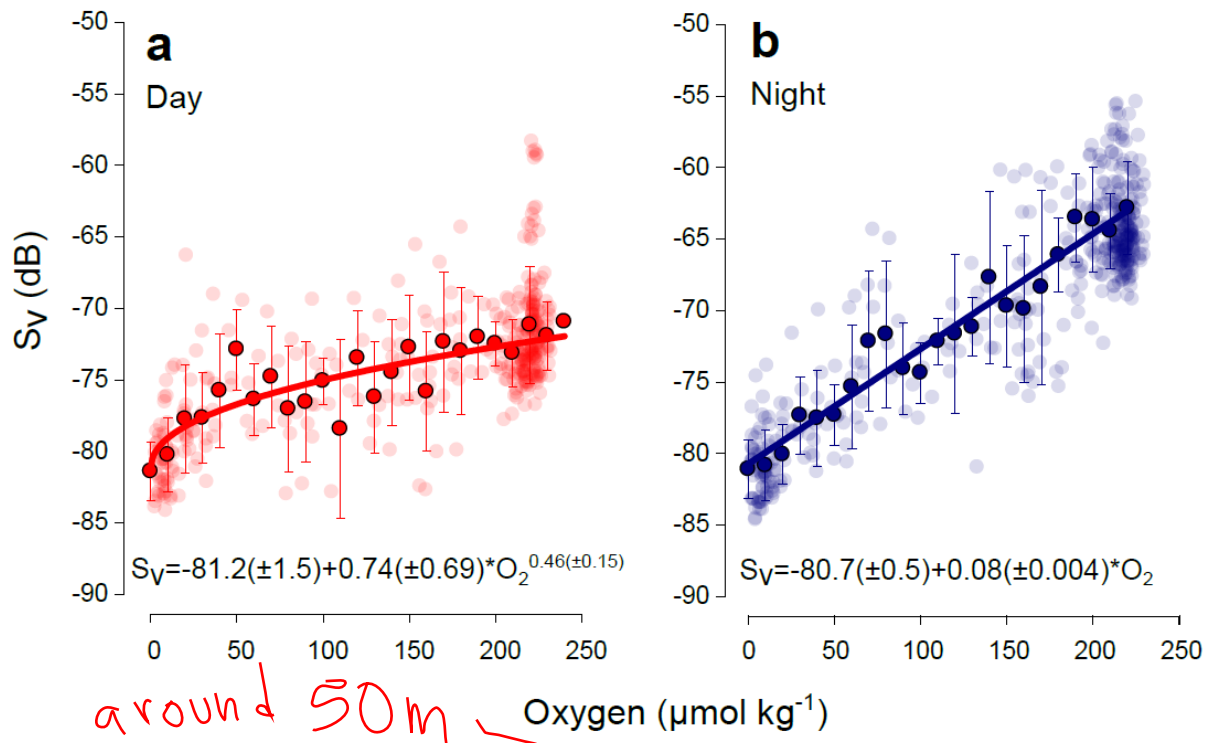 a
Day
b
Night
-50
-55
-60
-65
-70
-75
-80
-85
-90
-50
-55
-60
-65
-70
-75
-80
-85
-90
Sv (dB)
Sv=-81.2(±1.5)+0.74(±0.69)*O₂^0.46(±0.15)
Sv=-80.7(±0.5)+0.08(±0.004)*O₂
0 50 100 150 200 250
0 50 100 150 200 250
around 50m
Oxygen (µmol kg⁻¹)